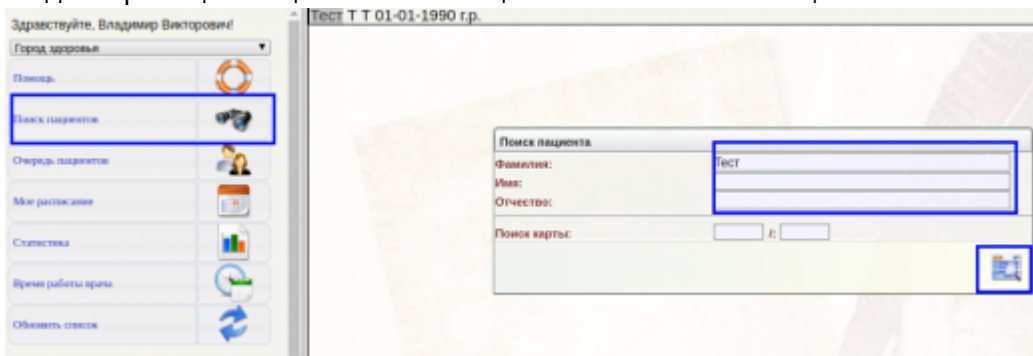 Здравствуйте, Владимир Викторович!
Город здоровья
Помощь
Поиск пациентов
Очередь пациентов
Мое расписание
Статистика
Время работы врача
Обновить список
Тест Т Т 01-01-1990 г.р.
Поиск пациента
Фамилия: Тест
Имя:
Отчество:
Поиск карты: /: